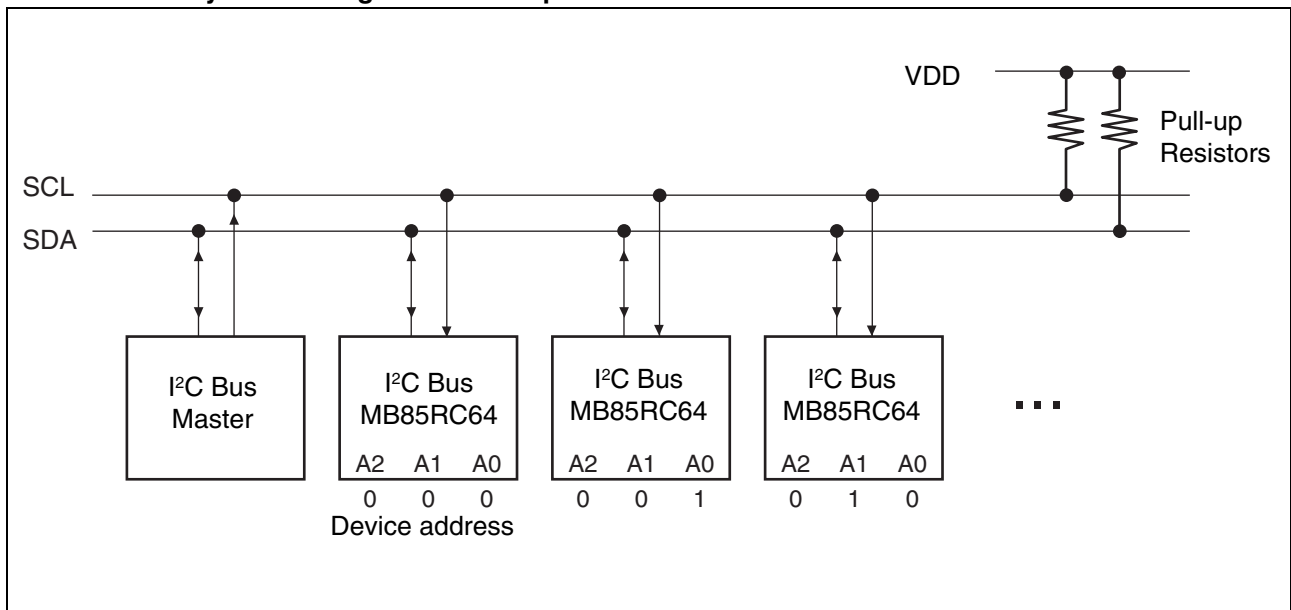 VDD
Pull-up
Resistors
SCL
SDA
I²C Bus
Master
I²C Bus
MB85RC64
A2 A1 A0
0 0 0
Device address
I²C Bus
MB85RC64
A2 A1 A0
0 0 1
I²C Bus
MB85RC64
A2 A1 A0
0 1 0
...